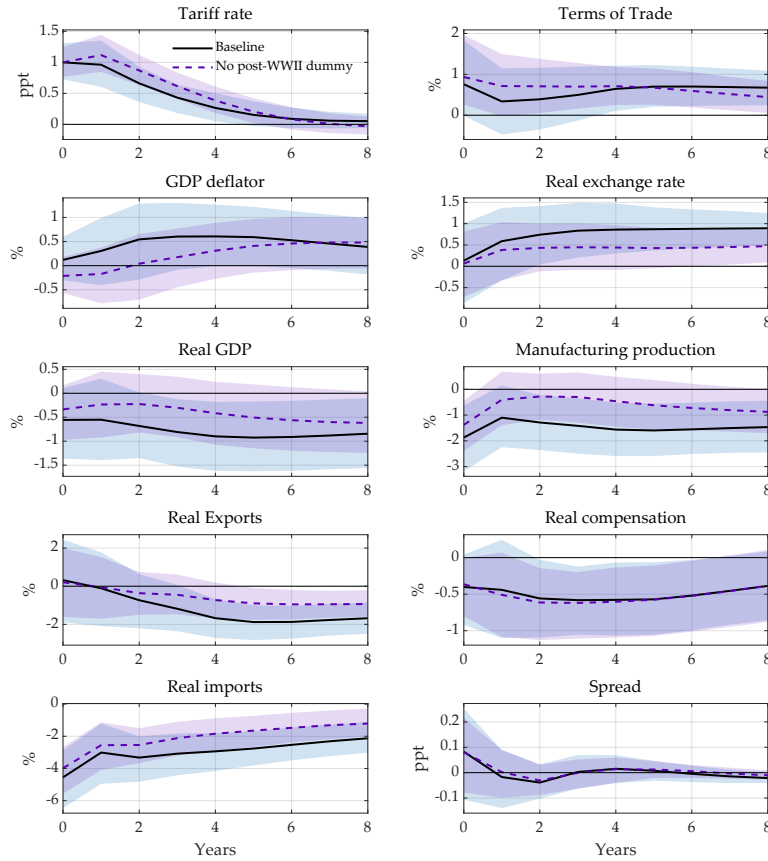 Tariff rate
1.5
1
0.5
0
ppt
Baseline
No post-WWII dummy
0 2 4 6 8
Terms of Trade
2
1
0
%
0 2 4 6 8
GDP deflator
1
0.5
0
-0.5
%
0 2 4 6 8
Real exchange rate
1.5
1
0.5
0
-0.5
%
0 2 4 6 8
Real GDP
0.5
0
-0.5
-1
-1.5
%
0 2 4 6 8
Manufacturing production
0
-1
-2
-3
%
0 2 4 6 8
Real Exports
2
0
-2
%
0 2 4 6 8
Real compensation
0
-0.5
-1
%
0 2 4 6 8
Real imports
0
-2
-4
-6
%
0 2 4 6 8
Years
Spread
0.2
0.1
0
-0.1
ppt
0 2 4 6 8
Years